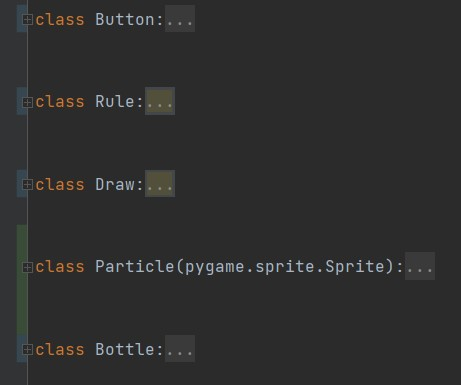 class Button:...
class Rule:...
class Draw:...
class Particle(pygame.sprite.Sprite):...
class Bottle:...